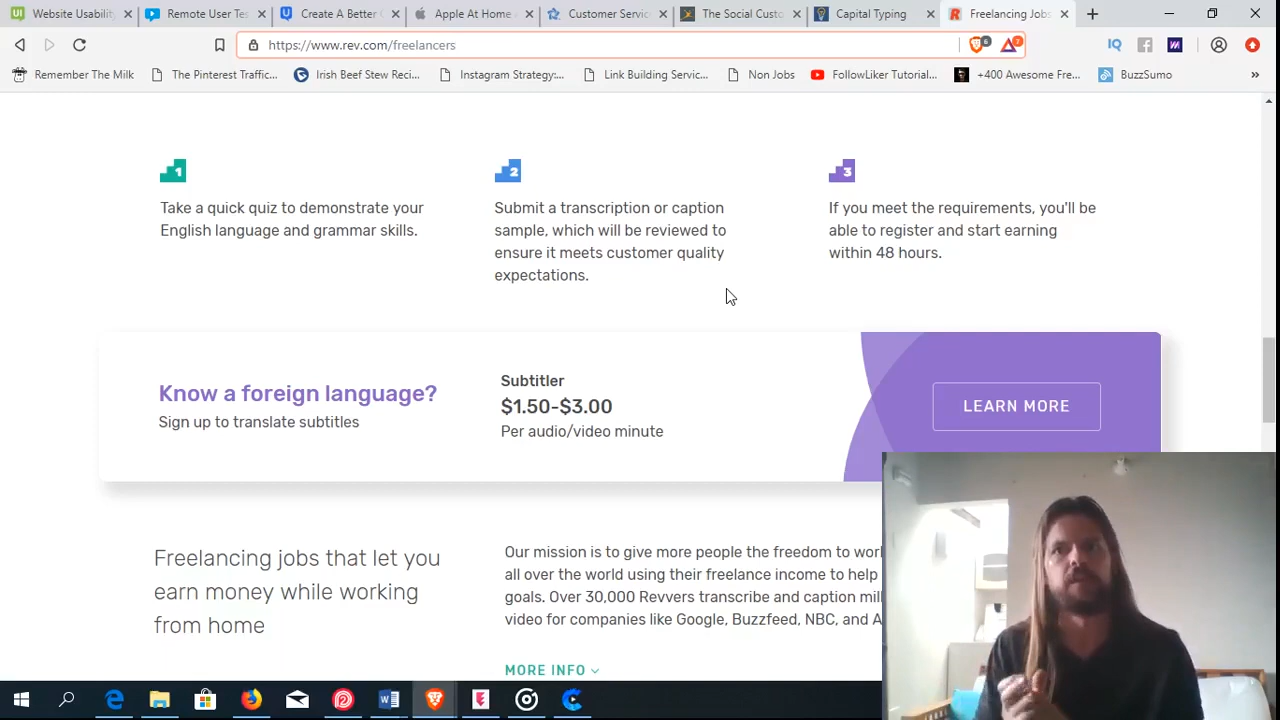 Website Usability
Remote User Tes
Create A Better
Apple At Home
Customer Servic
The Social Custo
Capital Typing
Freelancing Jobs
https://www.rev.com/freelancers
6
7
IQ
Remember The Milk
The Pinterest Traffic...
Irish Beef Stew Reci...
Instagram Strategy:...
Link Building Servic...
Non Jobs
FollowLiker Tutorial...
+400 Awesome Fre...
BuzzSumo
1
2
3
Take a quick quiz to demonstrate your
English language and grammar skills.
Submit a transcription or caption
sample, which will be reviewed to
ensure it meets customer quality
expectations.
If you meet the requirements, you'll be
able to register and start earning
within 48 hours.
Know a foreign language?
Sign up to translate subtitles
Subtitler
$1.50-$3.00
Per audio/video minute
LEARN MORE
Freelancing jobs that let you
earn money while working
from home
Our mission is to give more people the freedom to worl
all over the world using their freelance income to help
goals. Over 30,000 Revvers transcribe and caption mill
video for companies like Google, Buzzfeed, NBC, and A
MORE INFO